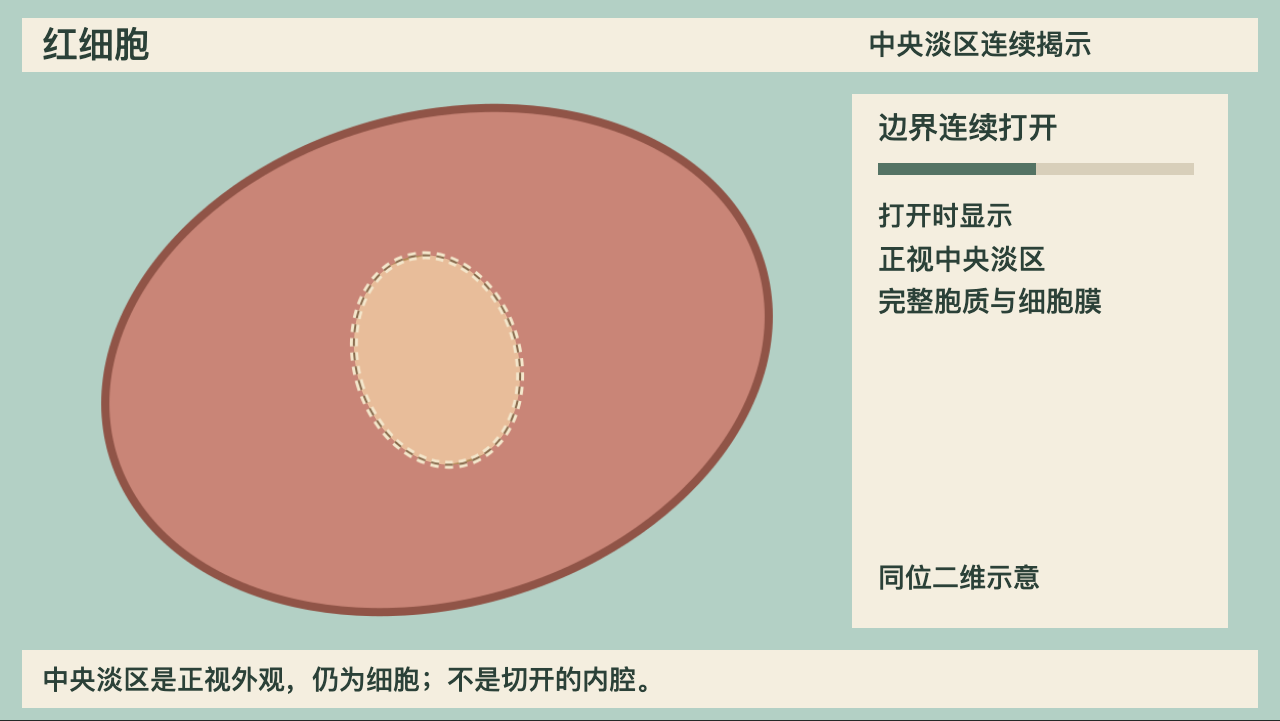 红细胞
中央淡区连续揭示
边界连续打开
打开时显示
正视中央淡区
完整胞质与细胞膜
同位二维示意
中央淡区是正视外观，仍为细胞；不是切开的内腔。